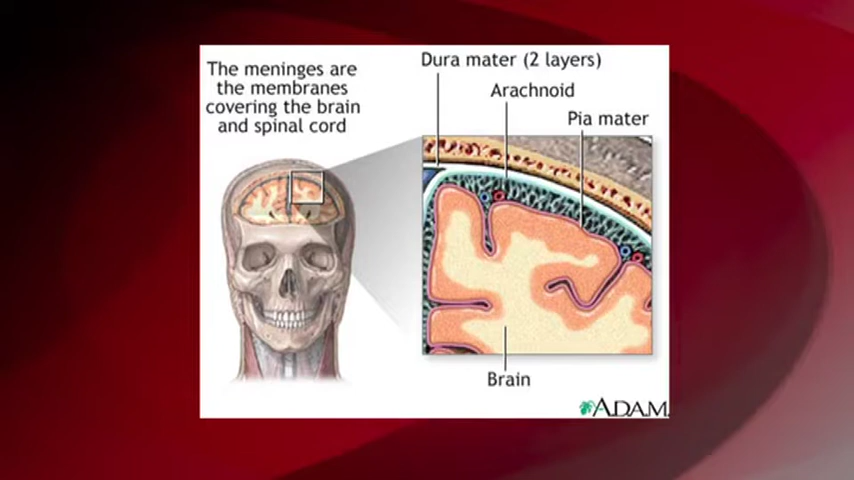 The meninges are
the membranes
covering the brain
and spinal cord
Dura mater (2 layers)
Arachnoid
Pia mater
Brain
A.D.A.M.